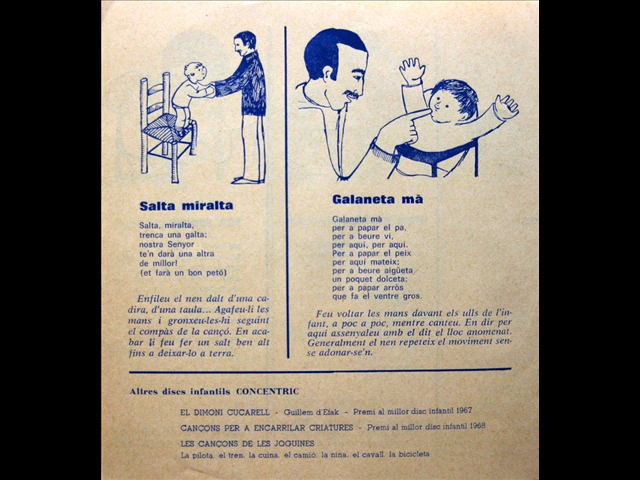 Salta miralta
Salta, miralta,
trenca una galta;
nostra Senyor
te'n darà una altra
de millor!
(et farà un bon petó)
Enfileu el nen dalt d'una ca-
dira, d'una taula... Agafeu-li les
mans i gronxeu-les-hi seguint
el compàs de la cançó. En aca-
bar li feu fer un salt ben alt
fins a deixar-lo a terra.
Galaneta mà
Galaneta mà
per a papar el pa,
per a beure vi,
per aquí, per aquí.
Per a papar el peix
per aquí mateix;
per a beure aigüeta
un poquet dolceta;
per a papar arròs
que fa el ventre gros.
Feu voltar les mans davant els ulls de l'in-
fant, a poc a poc, mentre canteu. En dir per
aquí assenyaleu amb el dit el lloc anomenat.
Generalment el nen repeteix el moviment sen-
se adonar-se'n.
Altres discs infantils CONCENTRIC
EL DIMONI CUCARELL - Guillem d'Efak - Premi al millor disc infantil 1967
CANÇONS PER A ENCARRILAR CRIATURES - Premi al millor disc infantil 1968
LES CANÇONS DE LES JOGUINES
La pilota, el tren, la cuina, el camió, la nina, el cavall, la bicicleta